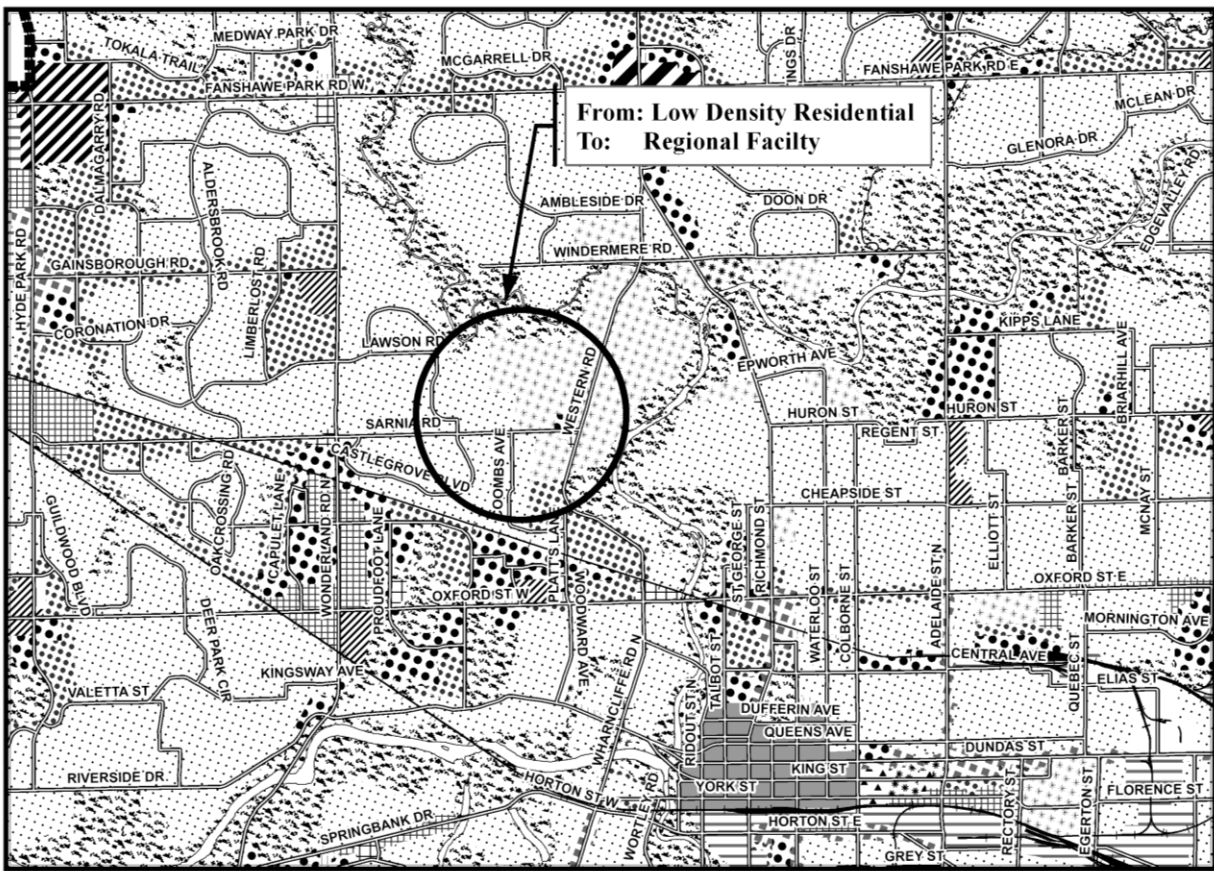 MEDWAY PARK DR
TOKALA TRAIL
MCGARRELL DR
INGS DR
FANSHAWE PARK RD E
FANSHAWE PARK RD W
MCLEAN DR
From: Low Density Residential
To: Regional Facilty
GLENORA DR
DALMAGARRY RD
ALDERSBROOK RD
EDGEVALLEY RD
AMBLESIDE DR
DOON DR
HYDE PARK RD
WINDERMERE RD
GAINSBOROUGH RD
LIMBERLOST RD
CORONATION DR
KIPPS LANE
LAWSON RD
EPWORTH AVE
BRIARHILL AVE
WESTERN RD
HURON ST
HURON ST
SARNIA RD
REGENT ST
BARKER ST
CASTLEGROVE BLVD
COOMBS AVE
OAKCROSSING RD
CAPULET LANE
WONDERLAND RD N
PROUDFOOT LANE
GUILDWOOD BLVD
CHEAPSIDE ST
ELLIOTT ST
BARKER ST
MCNAY ST
ST GEORGE ST
RICHMOND ST
PLATTS LANE
OXFORD ST W
OXFORD ST E
WOODWARD AVE
WATERLOO ST
COLBORNE ST
ADELAIDE ST N
MORNINGTON AVE
DEER PARK CIR
KINGSWAY AVE
CENTRAL AVE
QUEBEC ST
ELIAS ST
VALETTA ST
WHARNCLIFFE RD N
TALBOT ST
RIDOUT ST N
DUFFERIN AVE
QUEENS AVE
DUNDAS ST
RIVERSIDE DR
KING ST
HORTON ST W
YORK ST
FLORENCE ST
SPRINGBANK DR
WORTLEY RD
HORTON ST E
RECTORY ST
EGERTON ST
GREY ST